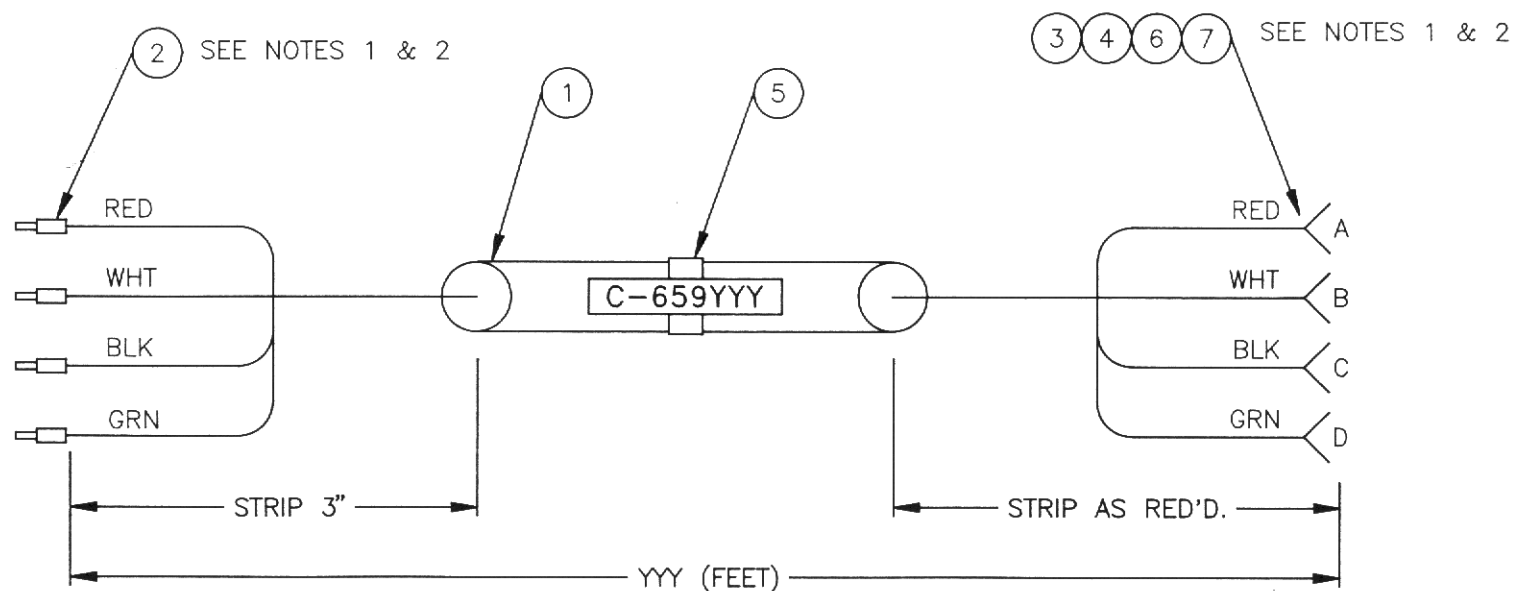 2 SEE NOTES 1 & 2
3 4 6 7 SEE NOTES 1 & 2
1
5
RED
RED
A
WHT
WHT
B
C-659YYY
BLK
BLK
C
GRN
GRN
D
STRIP 3"
STRIP AS RED'D.
YYY (FEET)